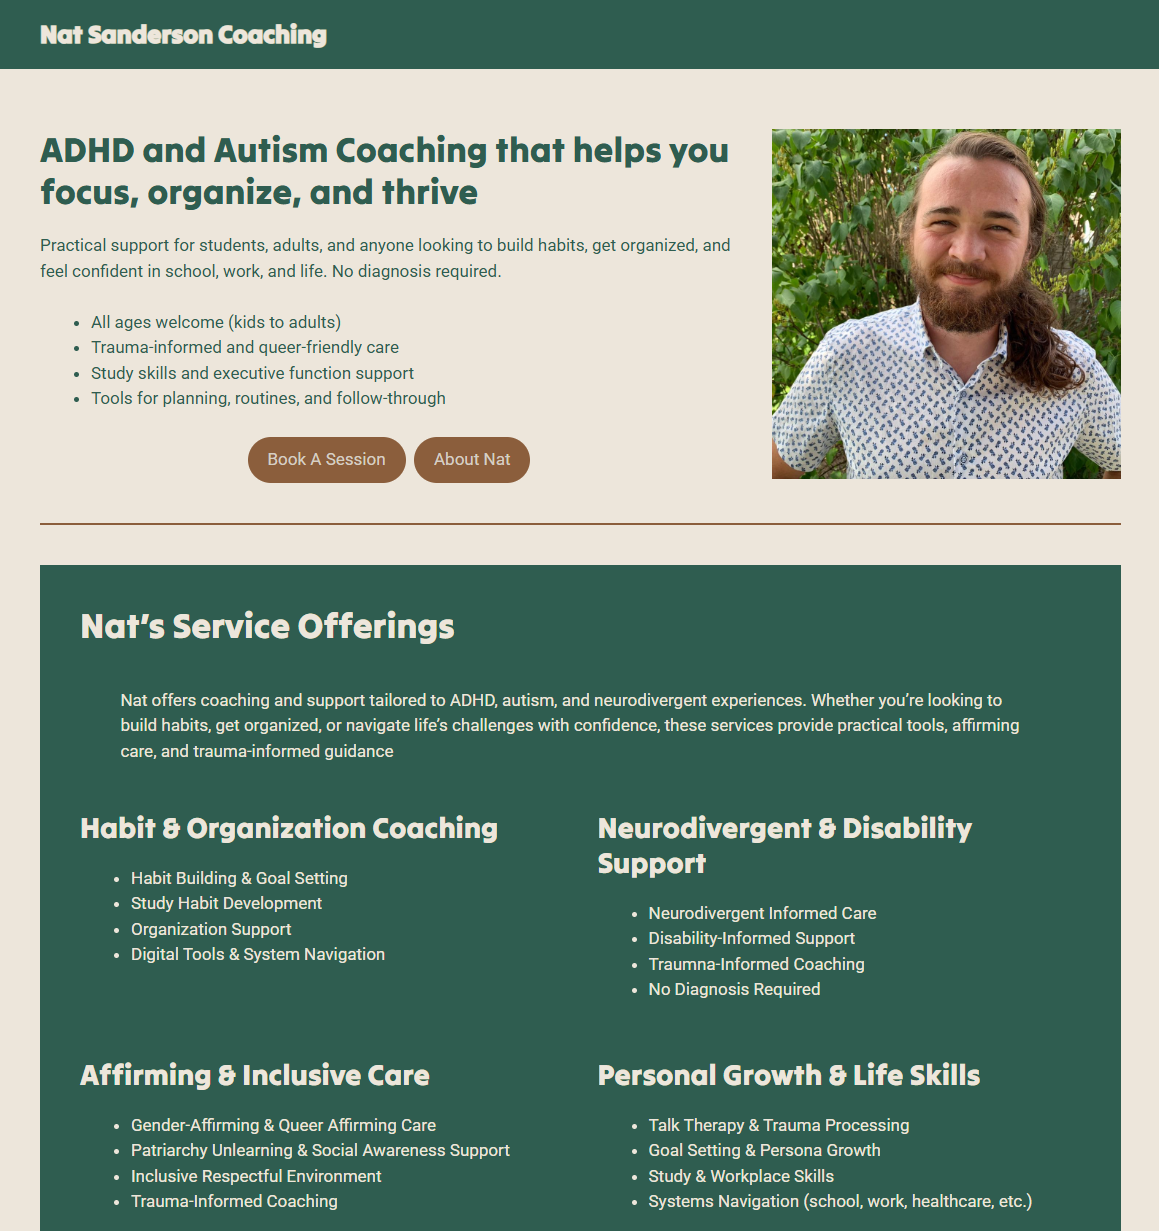 Nat Sanderson Coaching
ADHD and Autism Coaching that helps you
focus, organize, and thrive
Practical support for students, adults, and anyone looking to build habits, get organized, and
feel confident in school, work, and life. No diagnosis required.
• All ages welcome (kids to adults)
• Trauma-informed and queer-friendly care
• Study skills and executive function support
• Tools for planning, routines, and follow-through
Book A Session
About Nat
Nat’s Service Offerings
Nat offers coaching and support tailored to ADHD, autism, and neurodivergent experiences. Whether you’re looking to
build habits, get organized, or navigate life’s challenges with confidence, these services provide practical tools, affirming
care, and trauma-informed guidance
Habit & Organization Coaching
• Habit Building & Goal Setting
• Study Habit Development
• Organization Support
• Digital Tools & System Navigation
Neurodivergent & Disability
Support
• Neurodivergent Informed Care
• Disability-Informed Support
• Traumna-Informed Coaching
• No Diagnosis Required
Affirming & Inclusive Care
• Gender-Affirming & Queer Affirming Care
• Patriarchy Unlearning & Social Awareness Support
• Inclusive Respectful Environment
• Trauma-Informed Coaching
Personal Growth & Life Skills
• Talk Therapy & Trauma Processing
• Goal Setting & Persona Growth
• Study & Workplace Skills
• Systems Navigation (school, work, healthcare, etc.)